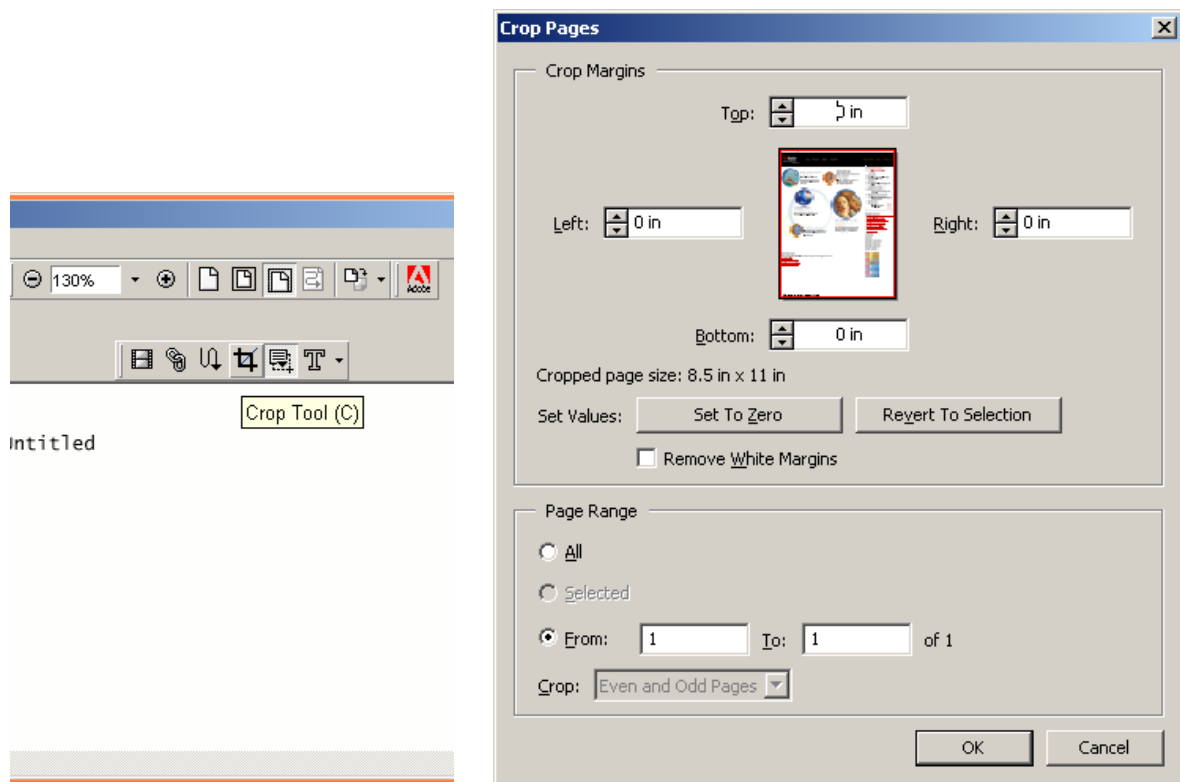 130%
Adobe
Crop Tool (C)
Untitled
Crop Pages
Crop Margins
Top: in
Left: 0 in
Right: 0 in
Bottom: 0 in
Cropped page size: 8.5 in x 11 in
Set Values: Set To Zero Revert To Selection
Remove White Margins
Page Range
All
Selected
From: 1 To: 1 of 1
Crop: Even and Odd Pages
OK Cancel